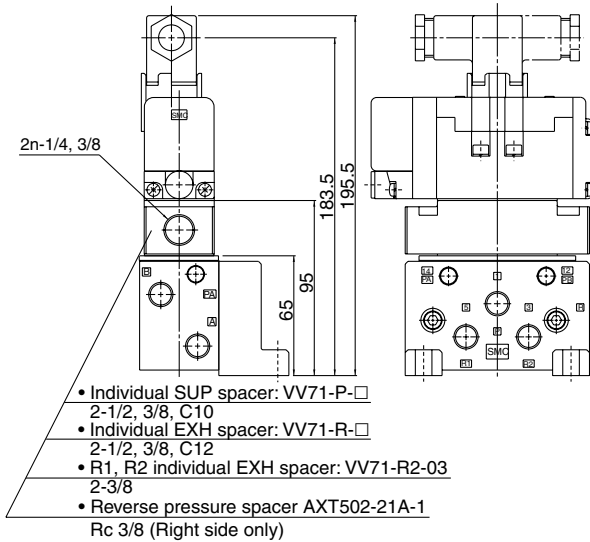 SMC
2n-1/4, 3/8
183.5
195.5
95
65
B
PA
A
14
PA
1
12
PB
5
3
R
P
SMC
R1
R2
• Individual SUP spacer: VV71-P-□
2-1/2, 3/8, C10
• Individual EXH spacer: VV71-R-□
2-1/2, 3/8, C12
• R1, R2 individual EXH spacer: VV71-R2-03
2-3/8
• Reverse pressure spacer AXT502-21A-1
Rc 3/8 (Right side only)